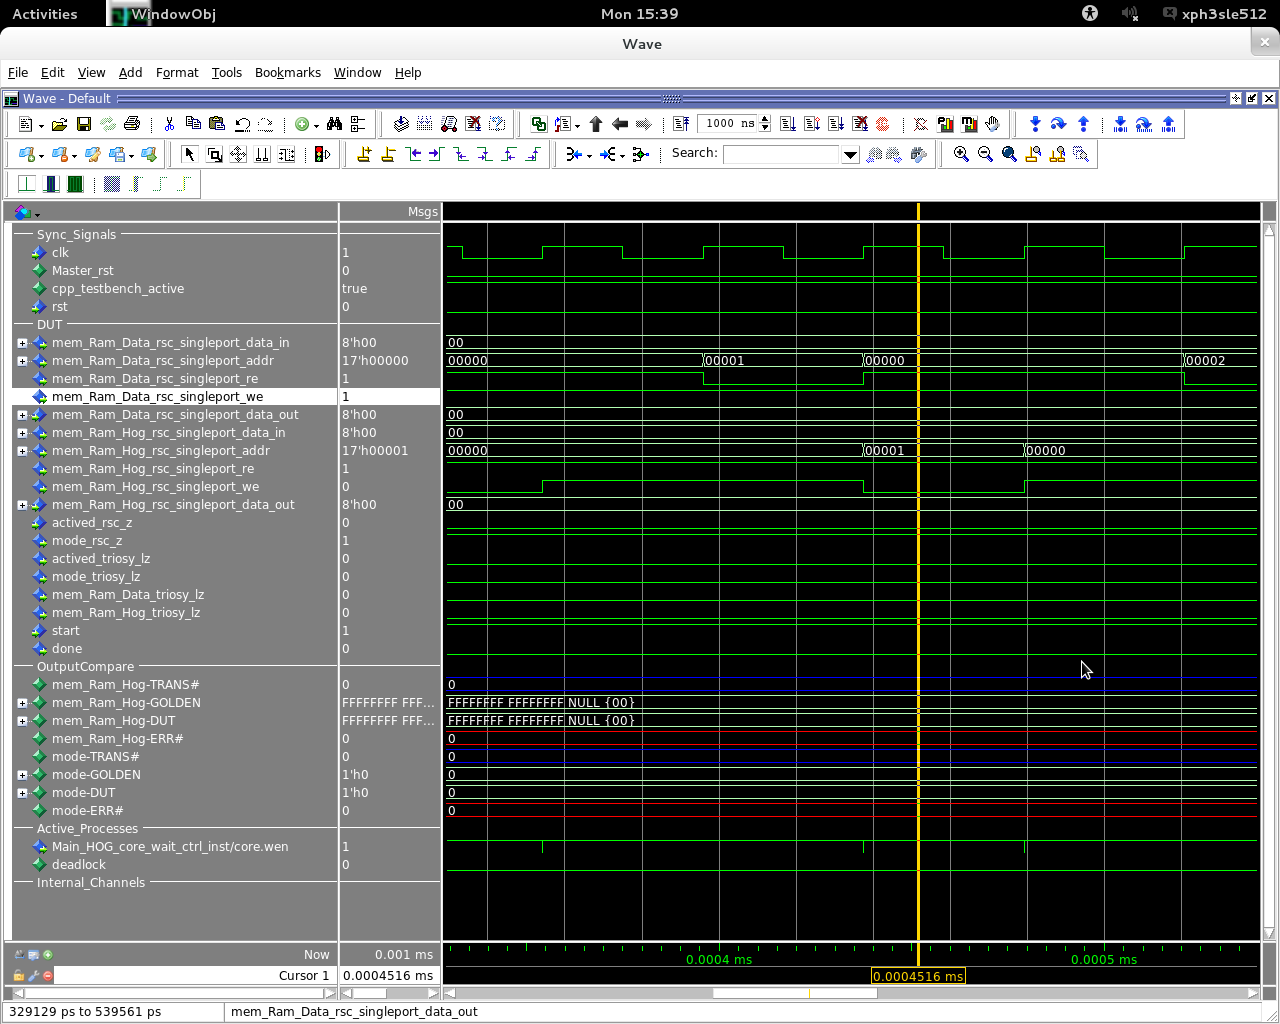 Activities WindowObj Mon 15:39 xph3sle512
Wave
File Edit View Add Format Tools Bookmarks Window Help
Wave - Default
1000 ns
Search:
Msgs
Sync_Signals
clk 1
Master_rst 0
cpp_testbench_active true
rst 0
DUT
mem_Ram_Data_rsc_singleport_data_in 8'h00 00
mem_Ram_Data_rsc_singleport_addr 17'h00000 00000 00001 00000 00002
mem_Ram_Data_rsc_singleport_re 1
mem_Ram_Data_rsc_singleport_we 1
mem_Ram_Data_rsc_singleport_data_out 8'h00 00
mem_Ram_Hog_rsc_singleport_data_in 8'h00 00
mem_Ram_Hog_rsc_singleport_addr 17'h00001 00000 00001 00000
mem_Ram_Hog_rsc_singleport_re 1
mem_Ram_Hog_rsc_singleport_we 0
mem_Ram_Hog_rsc_singleport_data_out 8'h00 00
actived_rsc_z 0
mode_rsc_z 1
actived_triosy_lz 0
mode_triosy_lz 0
mem_Ram_Data_triosy_lz 0
mem_Ram_Hog_triosy_lz 0
start 1
done 0
OutputCompare
mem_Ram_Hog-TRANS# 0 0
mem_Ram_Hog-GOLDEN FFFFFFFF FFF... FFFFFFFF FFFFFFFF NULL {00}
mem_Ram_Hog-DUT FFFFFFFF FFF... FFFFFFFF FFFFFFFF NULL {00}
mem_Ram_Hog-ERR# 0 0
mode-TRANS# 0 0
mode-GOLDEN 1'h0 0
mode-DUT 1'h0 0
mode-ERR# 0 0
Active_Processes
Main_HOG_core_wait_ctrl_inst/core.wen 1
deadlock 0
Internal_Channels
Now 0.001 ms 0.0004 ms 0.0005 ms
Cursor 1 0.0004516 ms 0.0004516 ms
329129 ps to 539561 ps mem_Ram_Data_rsc_singleport_data_out